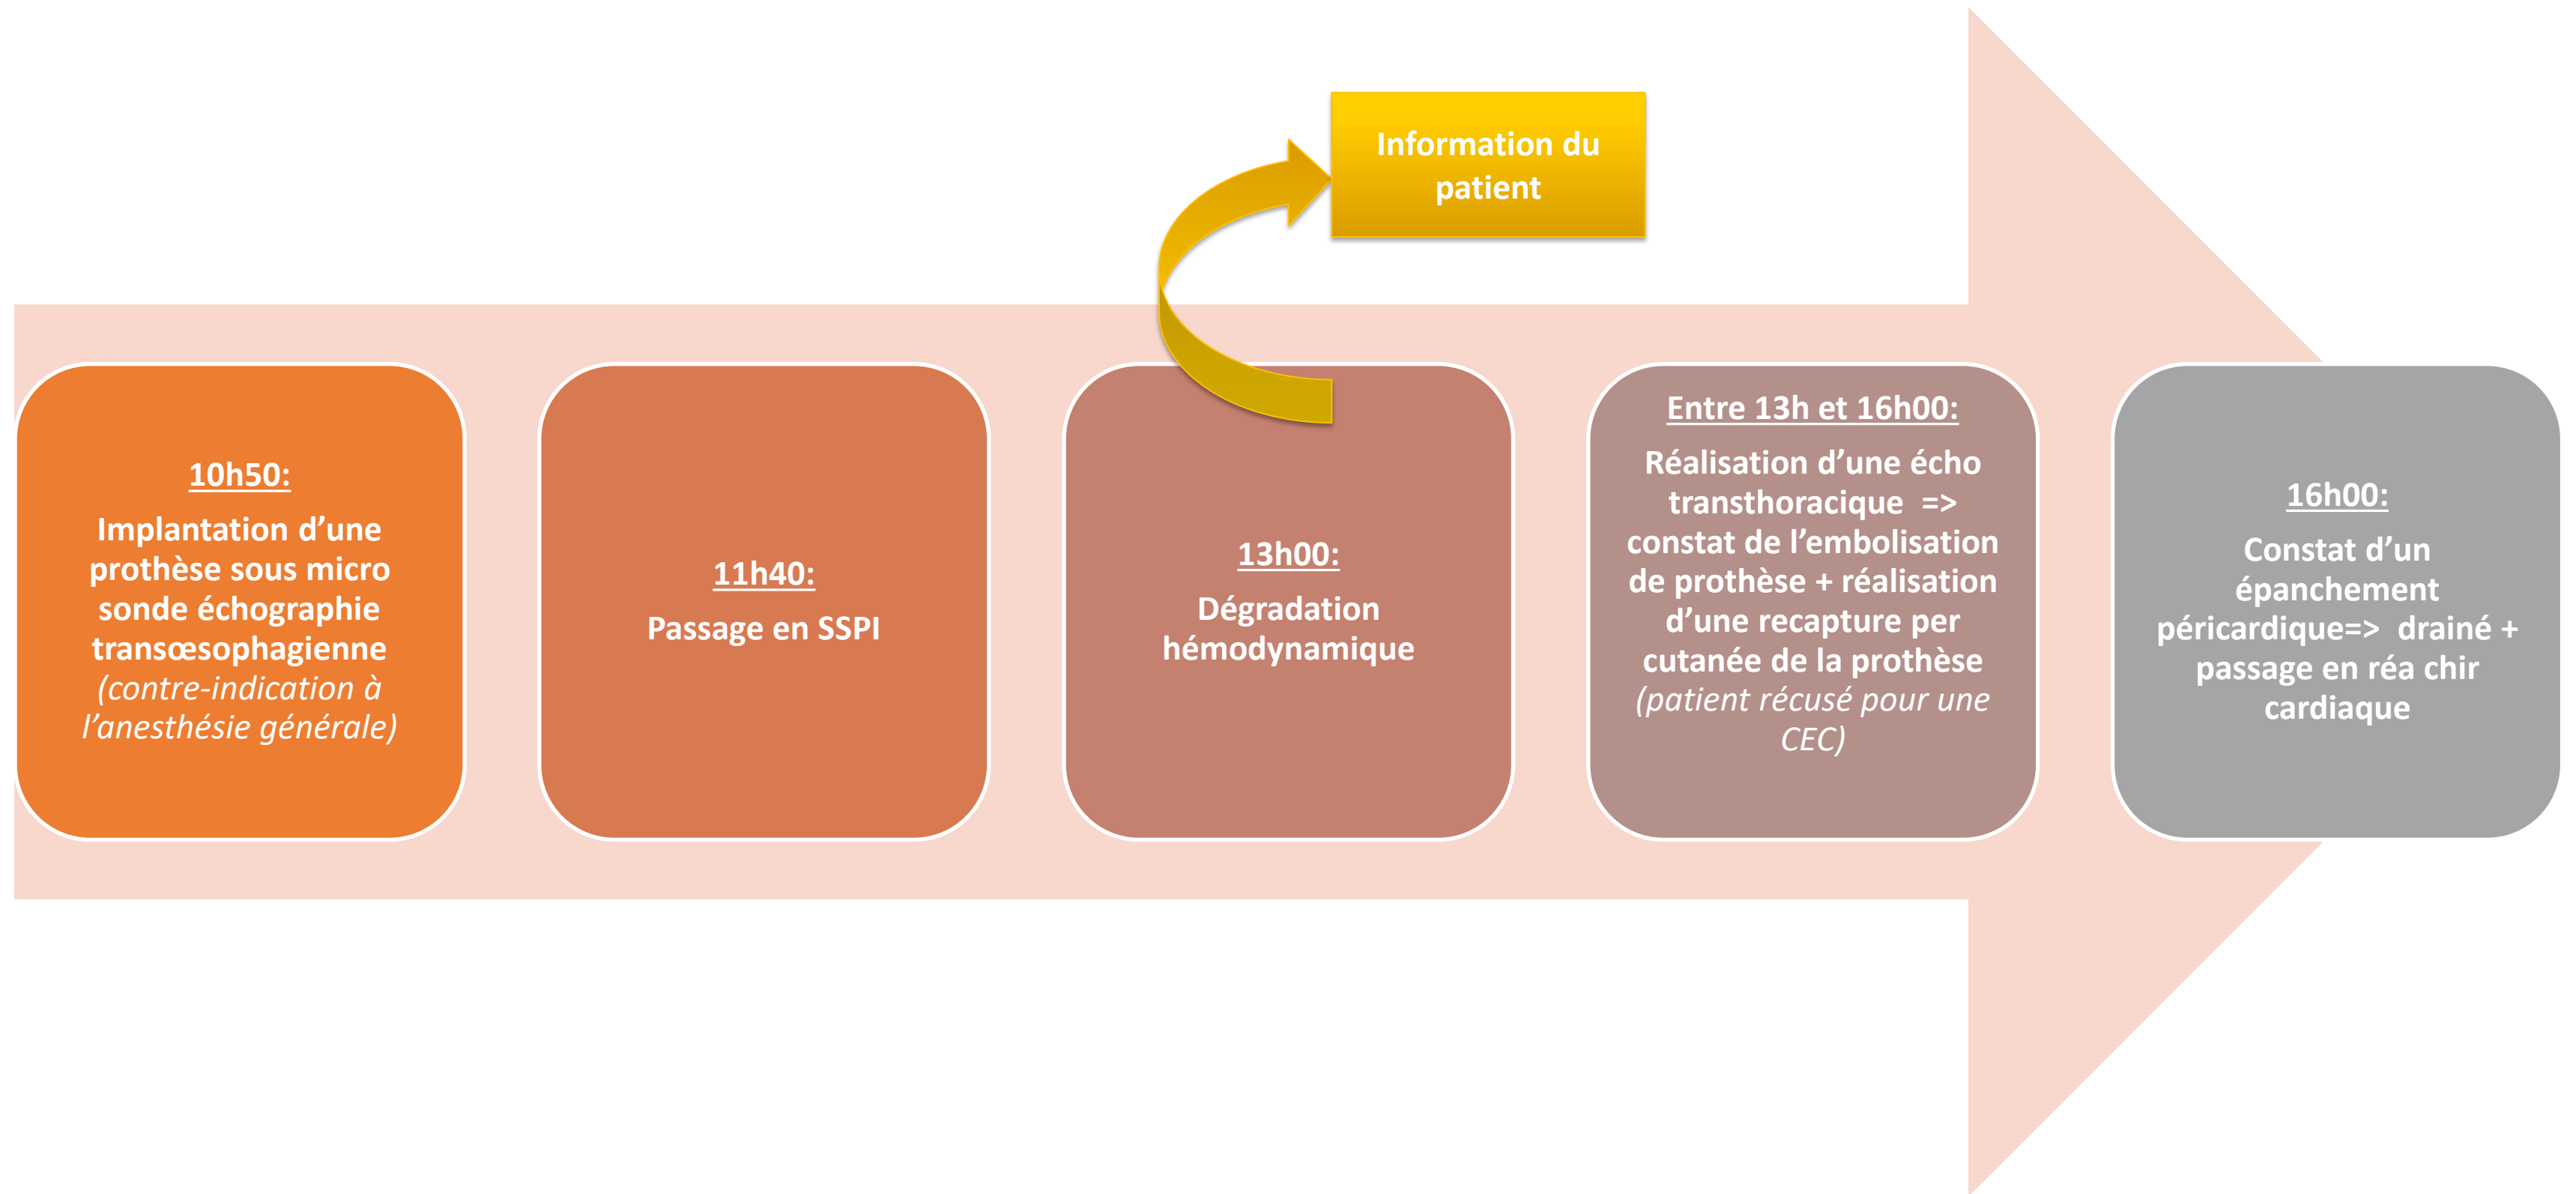 Information du
patient
10h50:
Implantation d’une
prothèse sous micro
sonde échographie
transœsophagienne
(contre-indication à
l’anesthésie générale)
11h40:
Passage en SSPI
13h00:
Dégradation
hémodynamique
Entre 13h et 16h00:
Réalisation d’une écho
transthoracique =>
constat de l’embolisation
de prothèse + réalisation
d’une recapture per
cutanée de la prothèse
(patient récusé pour une
CEC)
16h00:
Constat d’un
épanchement
péricardique=> drainé +
passage en réa chir
cardiaque